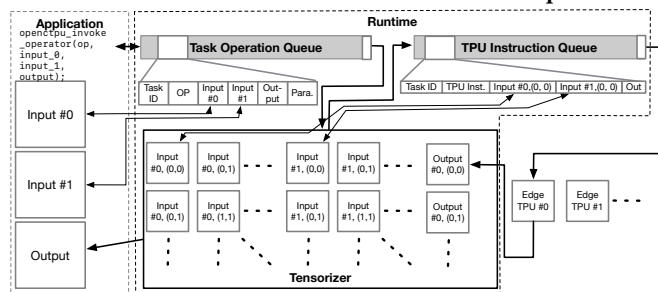 Application
openctpu_invoke
_operator(op,
input_0,
input_1,
output);
Input #0
Input #1
Output
Runtime
Task Operation Queue
TPU Instruction Queue
Task ID
OP
Input #0
Input #1
Out-put
Para.
Task ID
TPU Inst.
Input #0,(0, 0)
Input #1,(0, 0)
Out
Input #0, (0,0)
Input #0, (0,1)
Input #1, (0,0)
Input #1, (0,1)
Output #0, (0,0)
Input #0, (0,1)
Input #0, (1,1)
Input #1, (0,1)
Input #1, (1,1)
Output #0, (0,1)
Tensorizer
Edge TPU #0
Edge TPU #1